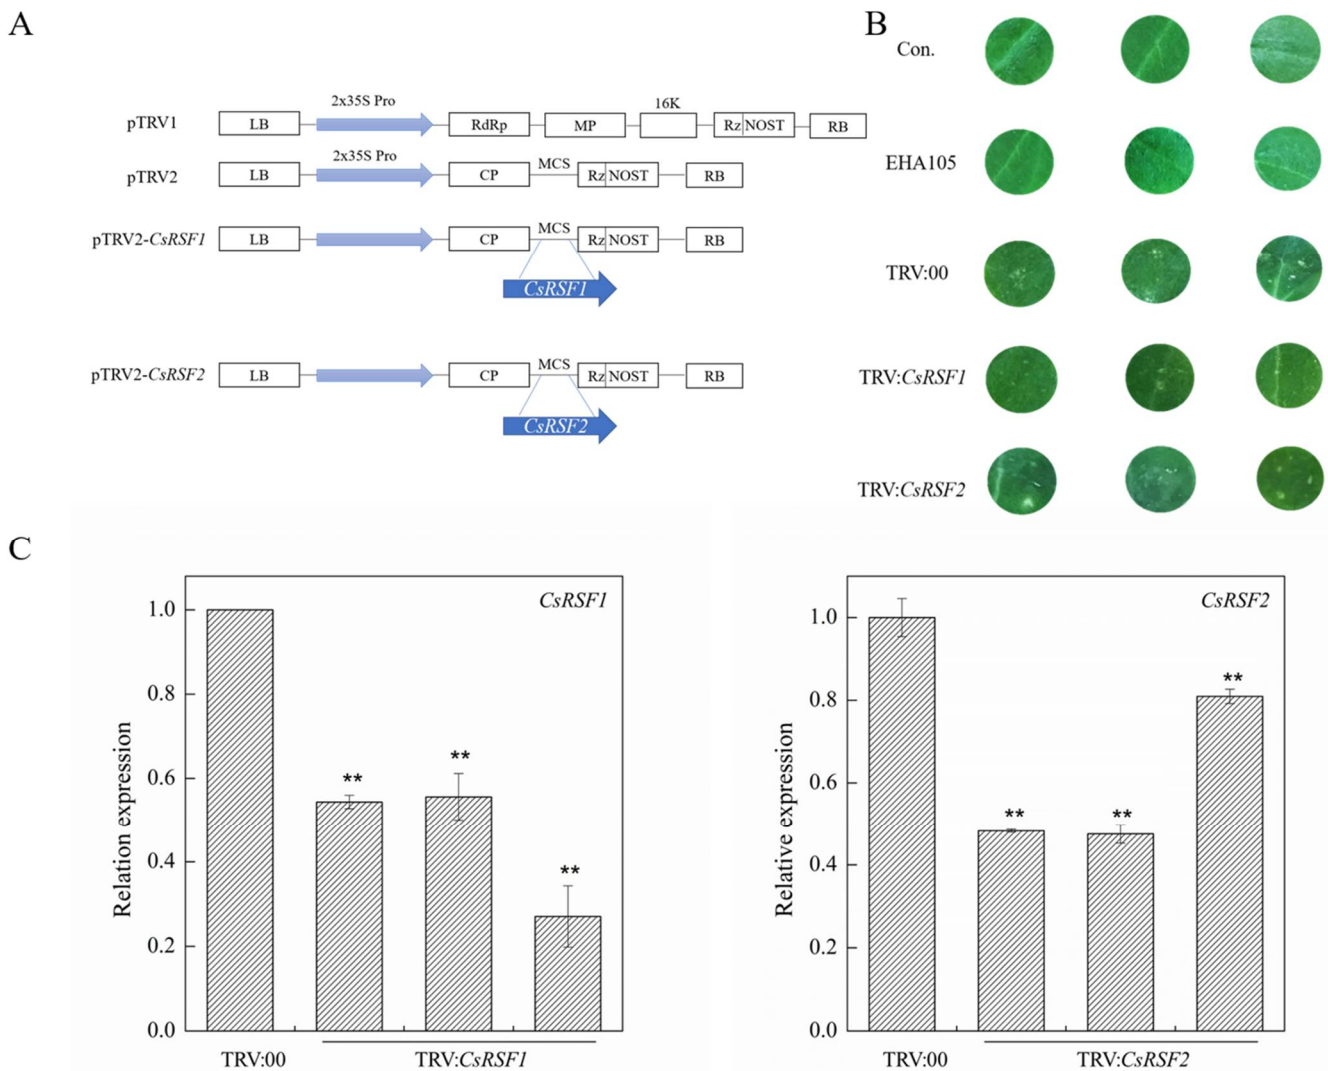 A
2x35S Pro
16K
pTRV1 LB RdRp MP Rz NOST RB
2x35S Pro
MCS
pTRV2 LB CP Rz NOST RB
MCS
pTRV2-CsRSF1 LB CP Rz NOST RB
CsRSF1
MCS
pTRV2-CsRSF2 LB CP Rz NOST RB
CsRSF2
B
Con.
EHA105
TRV:00
TRV:CsRSF1
TRV:CsRSF2
C
Relation expression
1.0
0.8
0.6
0.4
0.2
0.0
CsRSF1
**
**
**
TRV:00
TRV:CsRSF1
Relative expression
1.0
0.8
0.6
0.4
0.2
0.0
CsRSF2
**
**
**
TRV:00
TRV:CsRSF2